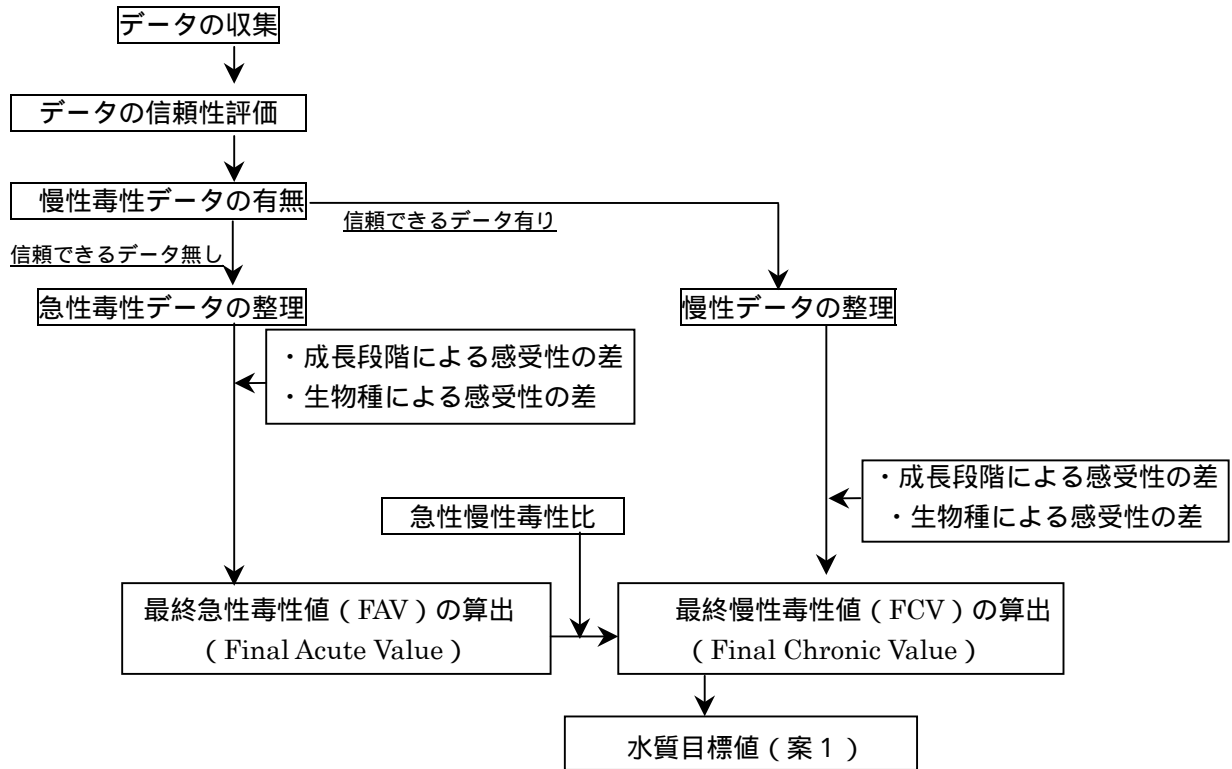 データの収集
データの信頼性評価
慢性毒性データの有無
信頼できるデータ有り
信頼できるデータ無し
急性毒性データの整理
慢性データの整理
・成長段階による感受性の差
・生物種による感受性の差
・成長段階による感受性の差
・生物種による感受性の差
急性慢性毒性比
最終急性毒性値（FAV）の算出
（Final Acute Value）
最終慢性毒性値（FCV）の算出
（Final Chronic Value）
水質目標値（案１）